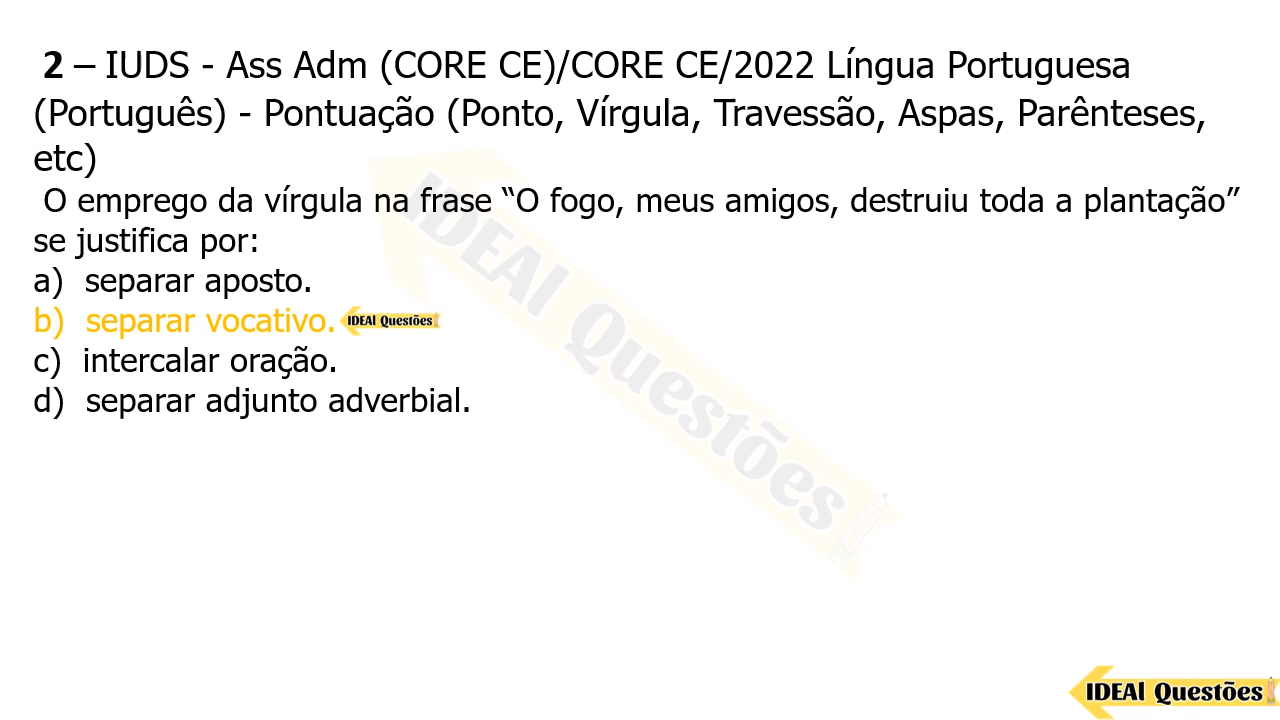 2 – IUDS - Ass Adm (CORE CE)/CORE CE/2022 Língua Portuguesa
(Português) - Pontuação (Ponto, Vírgula, Travessão, Aspas, Parênteses,
etc)
O emprego da vírgula na frase “O fogo, meus amigos, destruiu toda a plantação”
se justifica por:
a) separar aposto.
b) separar vocativo. IDEAl Questões
c) intercalar oração.
d) separar adjunto adverbial.
IDEAl Questões
IDEAl Questões